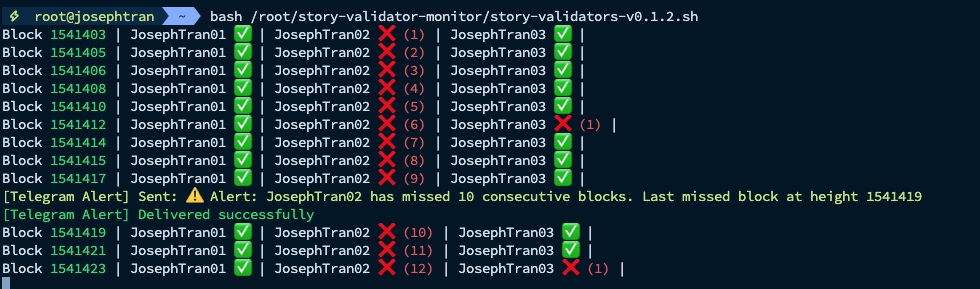 ⚡ root@josephtran ~ bash /root/story-validator-monitor/story-validators-v0.1.2.sh
Block 1541403 | JosephTran01 ✅ | JosephTran02 ❌ (1) | JosephTran03 ✅ |
Block 1541405 | JosephTran01 ✅ | JosephTran02 ❌ (2) | JosephTran03 ✅ |
Block 1541406 | JosephTran01 ✅ | JosephTran02 ❌ (3) | JosephTran03 ✅ |
Block 1541408 | JosephTran01 ✅ | JosephTran02 ❌ (4) | JosephTran03 ✅ |
Block 1541410 | JosephTran01 ✅ | JosephTran02 ❌ (5) | JosephTran03 ✅ |
Block 1541412 | JosephTran01 ✅ | JosephTran02 ❌ (6) | JosephTran03 ❌ (1) |
Block 1541414 | JosephTran01 ✅ | JosephTran02 ❌ (7) | JosephTran03 ✅ |
Block 1541415 | JosephTran01 ✅ | JosephTran02 ❌ (8) | JosephTran03 ✅ |
Block 1541417 | JosephTran01 ✅ | JosephTran02 ❌ (9) | JosephTran03 ✅ |
[Telegram Alert] Sent: ⚠️ Alert: JosephTran02 has missed 10 consecutive blocks. Last missed block at height 1541419
[Telegram Alert] Delivered successfully
Block 1541419 | JosephTran01 ✅ | JosephTran02 ❌ (10) | JosephTran03 ✅ |
Block 1541421 | JosephTran01 ✅ | JosephTran02 ❌ (11) | JosephTran03 ✅ |
Block 1541423 | JosephTran01 ✅ | JosephTran02 ❌ (12) | JosephTran03 ❌ (1) |